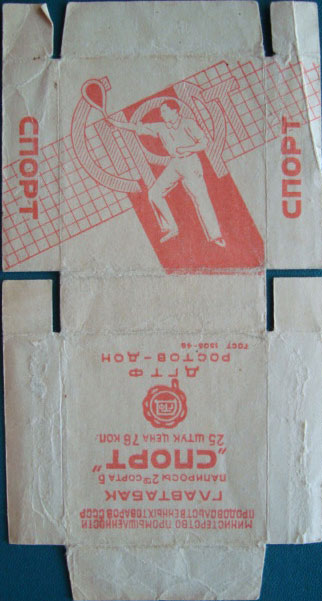 СПОРТ
СПОРТ
СПОРТ
МИНИСТЕРСТВО ПРОМЫШЛЕННОСТИ
ПРОДОВОЛЬСТВЕННЫХ ТОВАРОВ СССР
ГЛАВТАБАК
ПАПИРОСЫ 2го СОРТА Б
"СПОРТ"
25 ШТУК ЦЕНА 78 КОП.
ДГТФ
РОСТОВ-ДОН
ГОСТ 1505-46